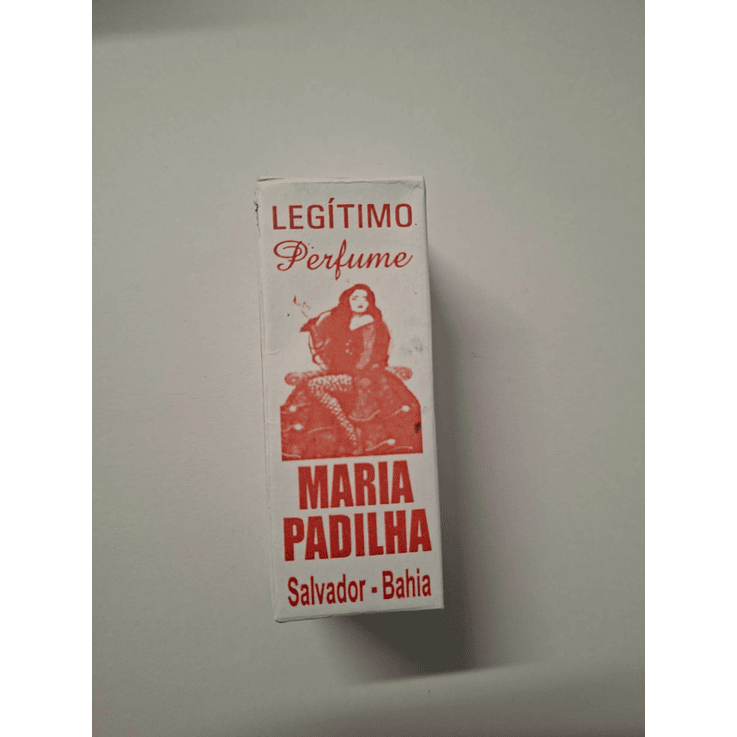 LEGÍTIMO
Perfume
MARIA
PADILHA
Salvador - Bahia